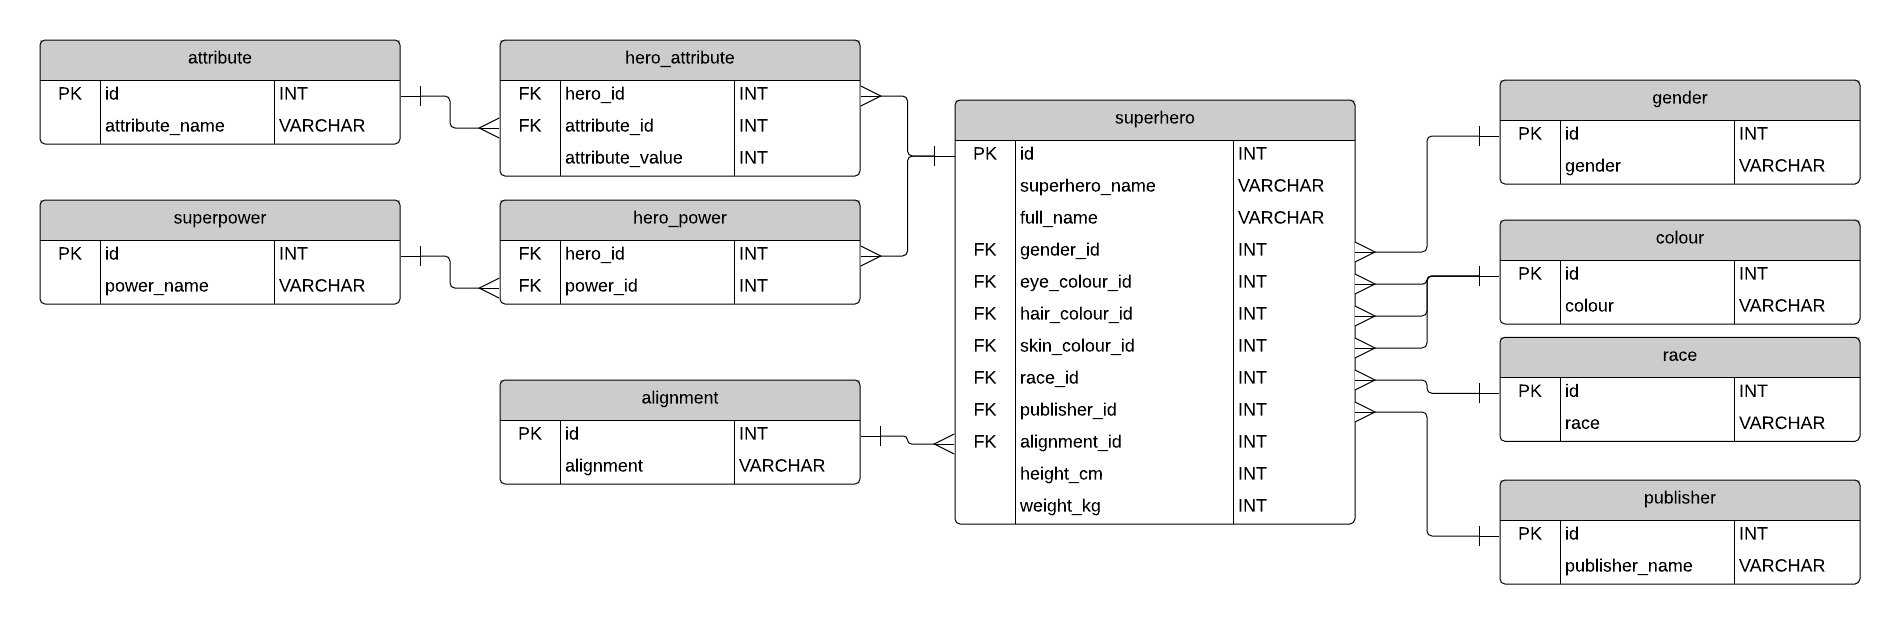 attribute
PK id INT
attribute_name VARCHAR
hero_attribute
FK hero_id INT
FK attribute_id INT
attribute_value INT
superpower
PK id INT
power_name VARCHAR
hero_power
FK hero_id INT
FK power_id INT
alignment
PK id INT
alignment VARCHAR
superhero
PK id INT
superhero_name VARCHAR
full_name VARCHAR
FK gender_id INT
FK eye_colour_id INT
FK hair_colour_id INT
FK skin_colour_id INT
FK race_id INT
FK publisher_id INT
FK alignment_id INT
height_cm INT
weight_kg INT
gender
PK id INT
gender VARCHAR
colour
PK id INT
colour VARCHAR
race
PK id INT
race VARCHAR
publisher
PK id INT
publisher_name VARCHAR